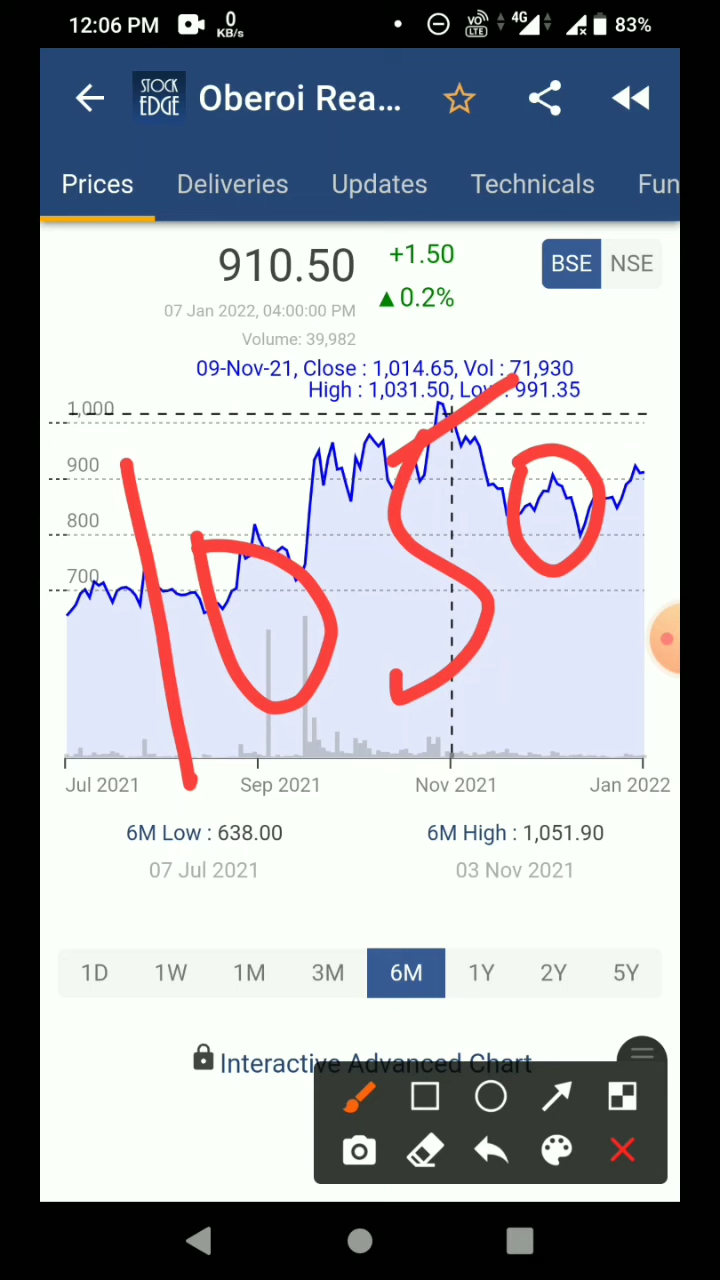 12:06 PM 0 KB/s VO LTE 4G 83%
STOCK EDGE Oberoi Rea...
Prices Deliveries Updates Technicals Fun
910.50 +1.50 BSE NSE
▲0.2%
07 Jan 2022, 04:00:00 PM
Volume: 39,982
09-Nov-21, Close : 1,014.65, Vol : 71,930
High : 1,031.50, Low 991.35
1,000
900
800
700
1050
Jul 2021 Sep 2021 Nov 2021 Jan 2022
6M Low : 638.00 6M High : 1,051.90
07 Jul 2021 03 Nov 2021
1D 1W 1M 3M 6M 1Y 2Y 5Y
Interactive Advanced Chart